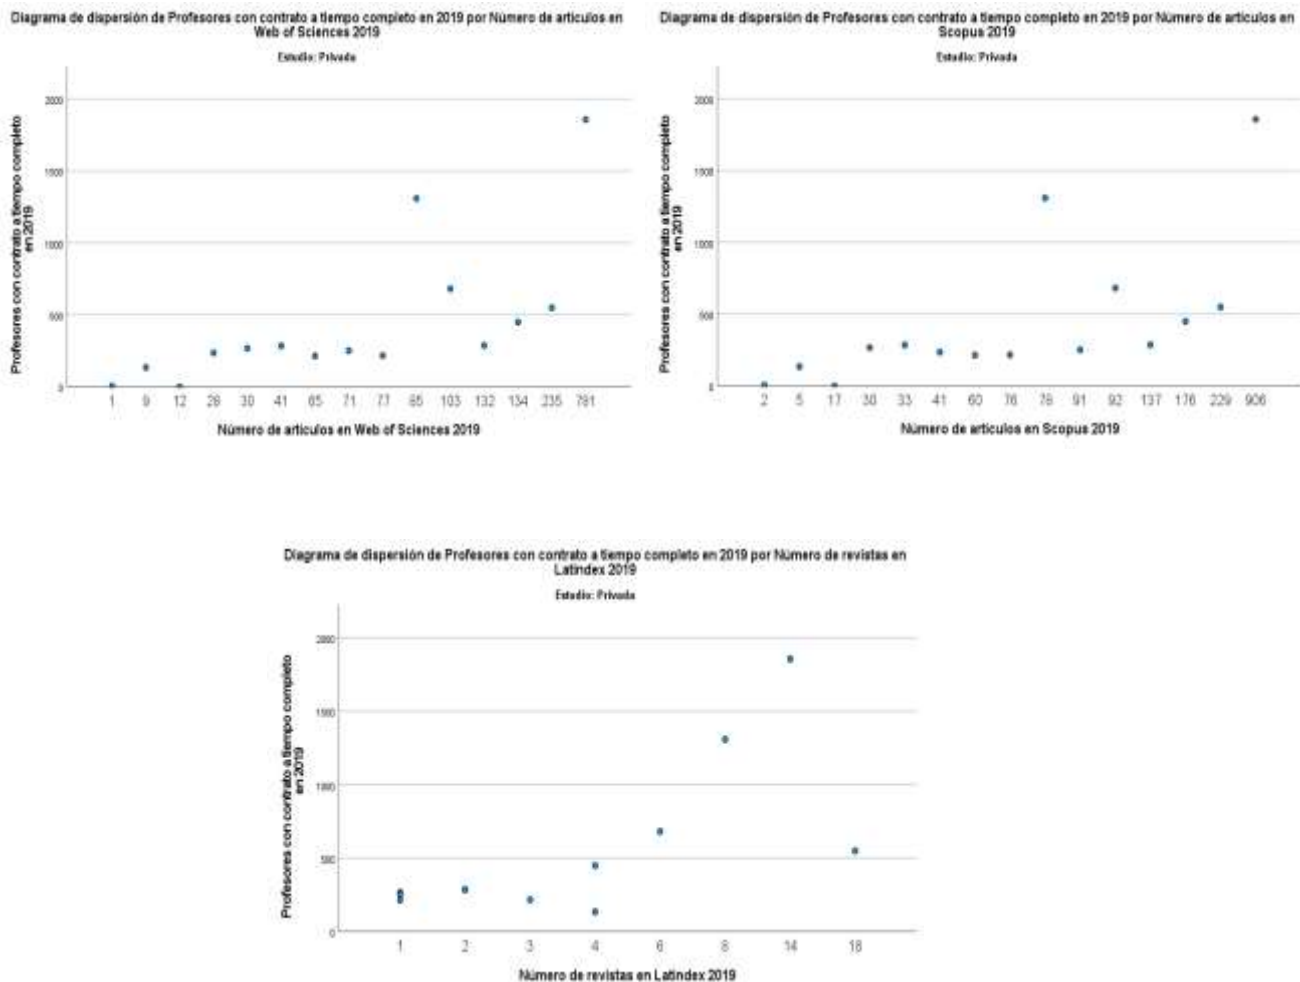 Diagrama de dispersión de Profesores con contrato a tiempo completo en 2019 por Número de artículos en
Web of Sciences 2019
Estudio: Privada
Profesores con contrato a tiempo completo
en 2019
2000
1500
1000
500
0
1 9 12 28 30 41 65 71 77 85 103 132 134 235 781
Número de artículos en Web of Sciences 2019
Diagrama de dispersión de Profesores con contrato a tiempo completo en 2019 por Número de artículos en
Scopus 2019
Estudio: Privada
Profesores con contrato a tiempo completo
en 2019
2000
1500
1000
500
0
2 5 17 30 33 41 60 76 78 91 92 137 176 229 906
Número de artículos en Scopus 2019
Diagrama de dispersión de Profesores con contrato a tiempo completo en 2019 por Número de revistas en
Latindex 2019
Estudio: Privada
Profesores con contrato a tiempo completo
en 2019
2000
1500
1000
500
0
1 2 3 4 6 8 14 18
Número de revistas en Latindex 2019